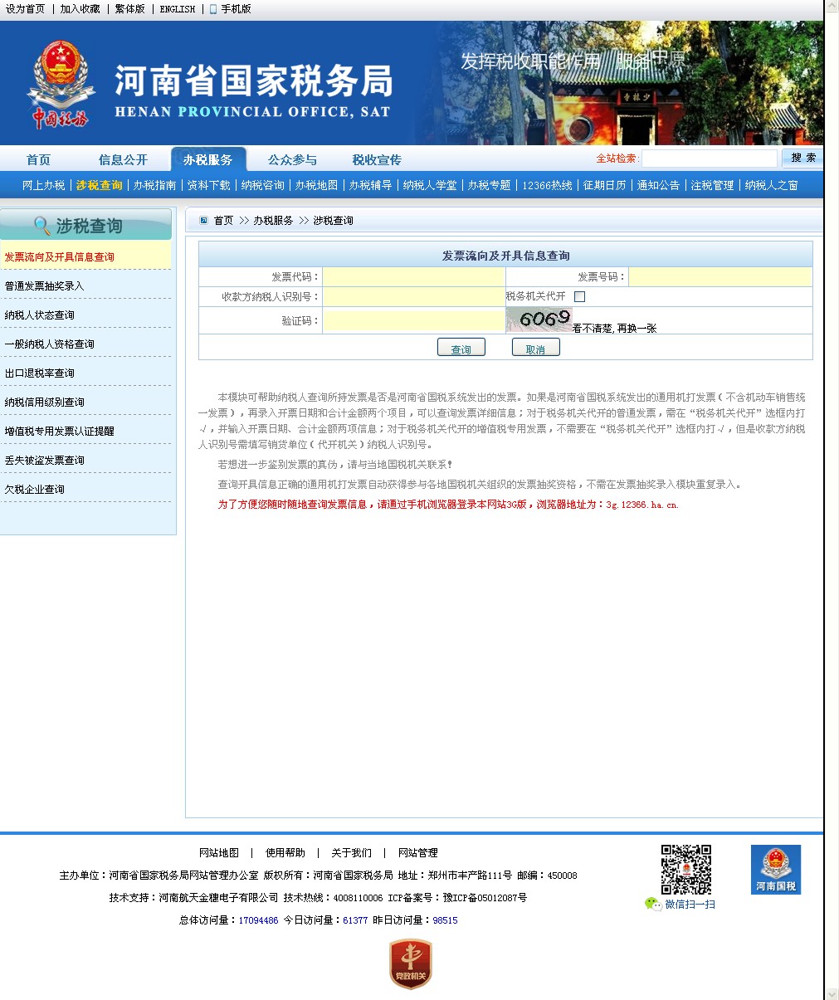 设为首页 | 加入收藏 | 繁体版 | ENGLISH | 手机版
中国税务
河南省国家税务局
HENAN PROVINCIAL OFFICE, SAT
发挥税收职能作用 服务中原
少林寺
首页 信息公开 办税服务 公众参与 税收宣传 全站检索: 搜 索
网上办税 | 涉税查询 | 办税指南 | 资料下载 | 纳税咨询 | 办税地图 | 办税辅导 | 纳税人学堂 | 办税专题 | 12366热线 | 征期日历 | 通知公告 | 注税管理 | 纳税人之窗
涉税查询
发票流向及开具信息查询
普通发票抽奖录入
纳税人状态查询
一般纳税人资格查询
出口退税率查询
纳税信用级别查询
增值税专用发票认证提醒
丢失被盗发票查询
欠税企业查询
首页 >> 办税服务 >> 涉税查询
发票流向及开具信息查询
发票代码： 发票号码：
收款方纳税人识别号： 税务机关代开
验证码： 6069 看不清楚,再换一张
查询 取消
本模块可帮助纳税人查询所持发票是否是河南省国税系统发出的发票。如果是河南省国税系统发出的通用机打发票（不含机动车销售统
一发票），再录入开票日期和合计金额两个项目，可以查询发票详细信息；对于税务机关代开的普通发票，需在“税务机关代开”选框内打
√，并输入开票日期、合计金额两项信息；对于税务机关代开的增值税专用发票，不需要在“税务机关代开”选框内打√，但是收款方纳税
人识别号需填写销货单位（代开机关）纳税人识别号。
若想进一步鉴别发票的真伪，请与当地国税机关联系！
查询开具信息正确的通用机打发票自动获得参与各地国税机关组织的发票抽奖资格，不需在发票抽奖录入模块重复录入。
为了方便您随时随地查询发票信息，请通过手机浏览器登录本网站3G版，浏览器地址为：3g.12366.ha.cn.
网站地图 | 使用帮助 | 关于我们 | 网站管理
主办单位：河南省国家税务局网站管理办公室 版权所有：河南省国家税务局 地址：郑州市丰产路111号 邮编：450008
技术支持：河南航天金穗电子有限公司 技术热线：4008110006 ICP备案号：豫ICP备05012087号
总体访问量：17094486 今日访问量：61377 昨日访问量：98515
微信扫一扫
河南国税
党政机关